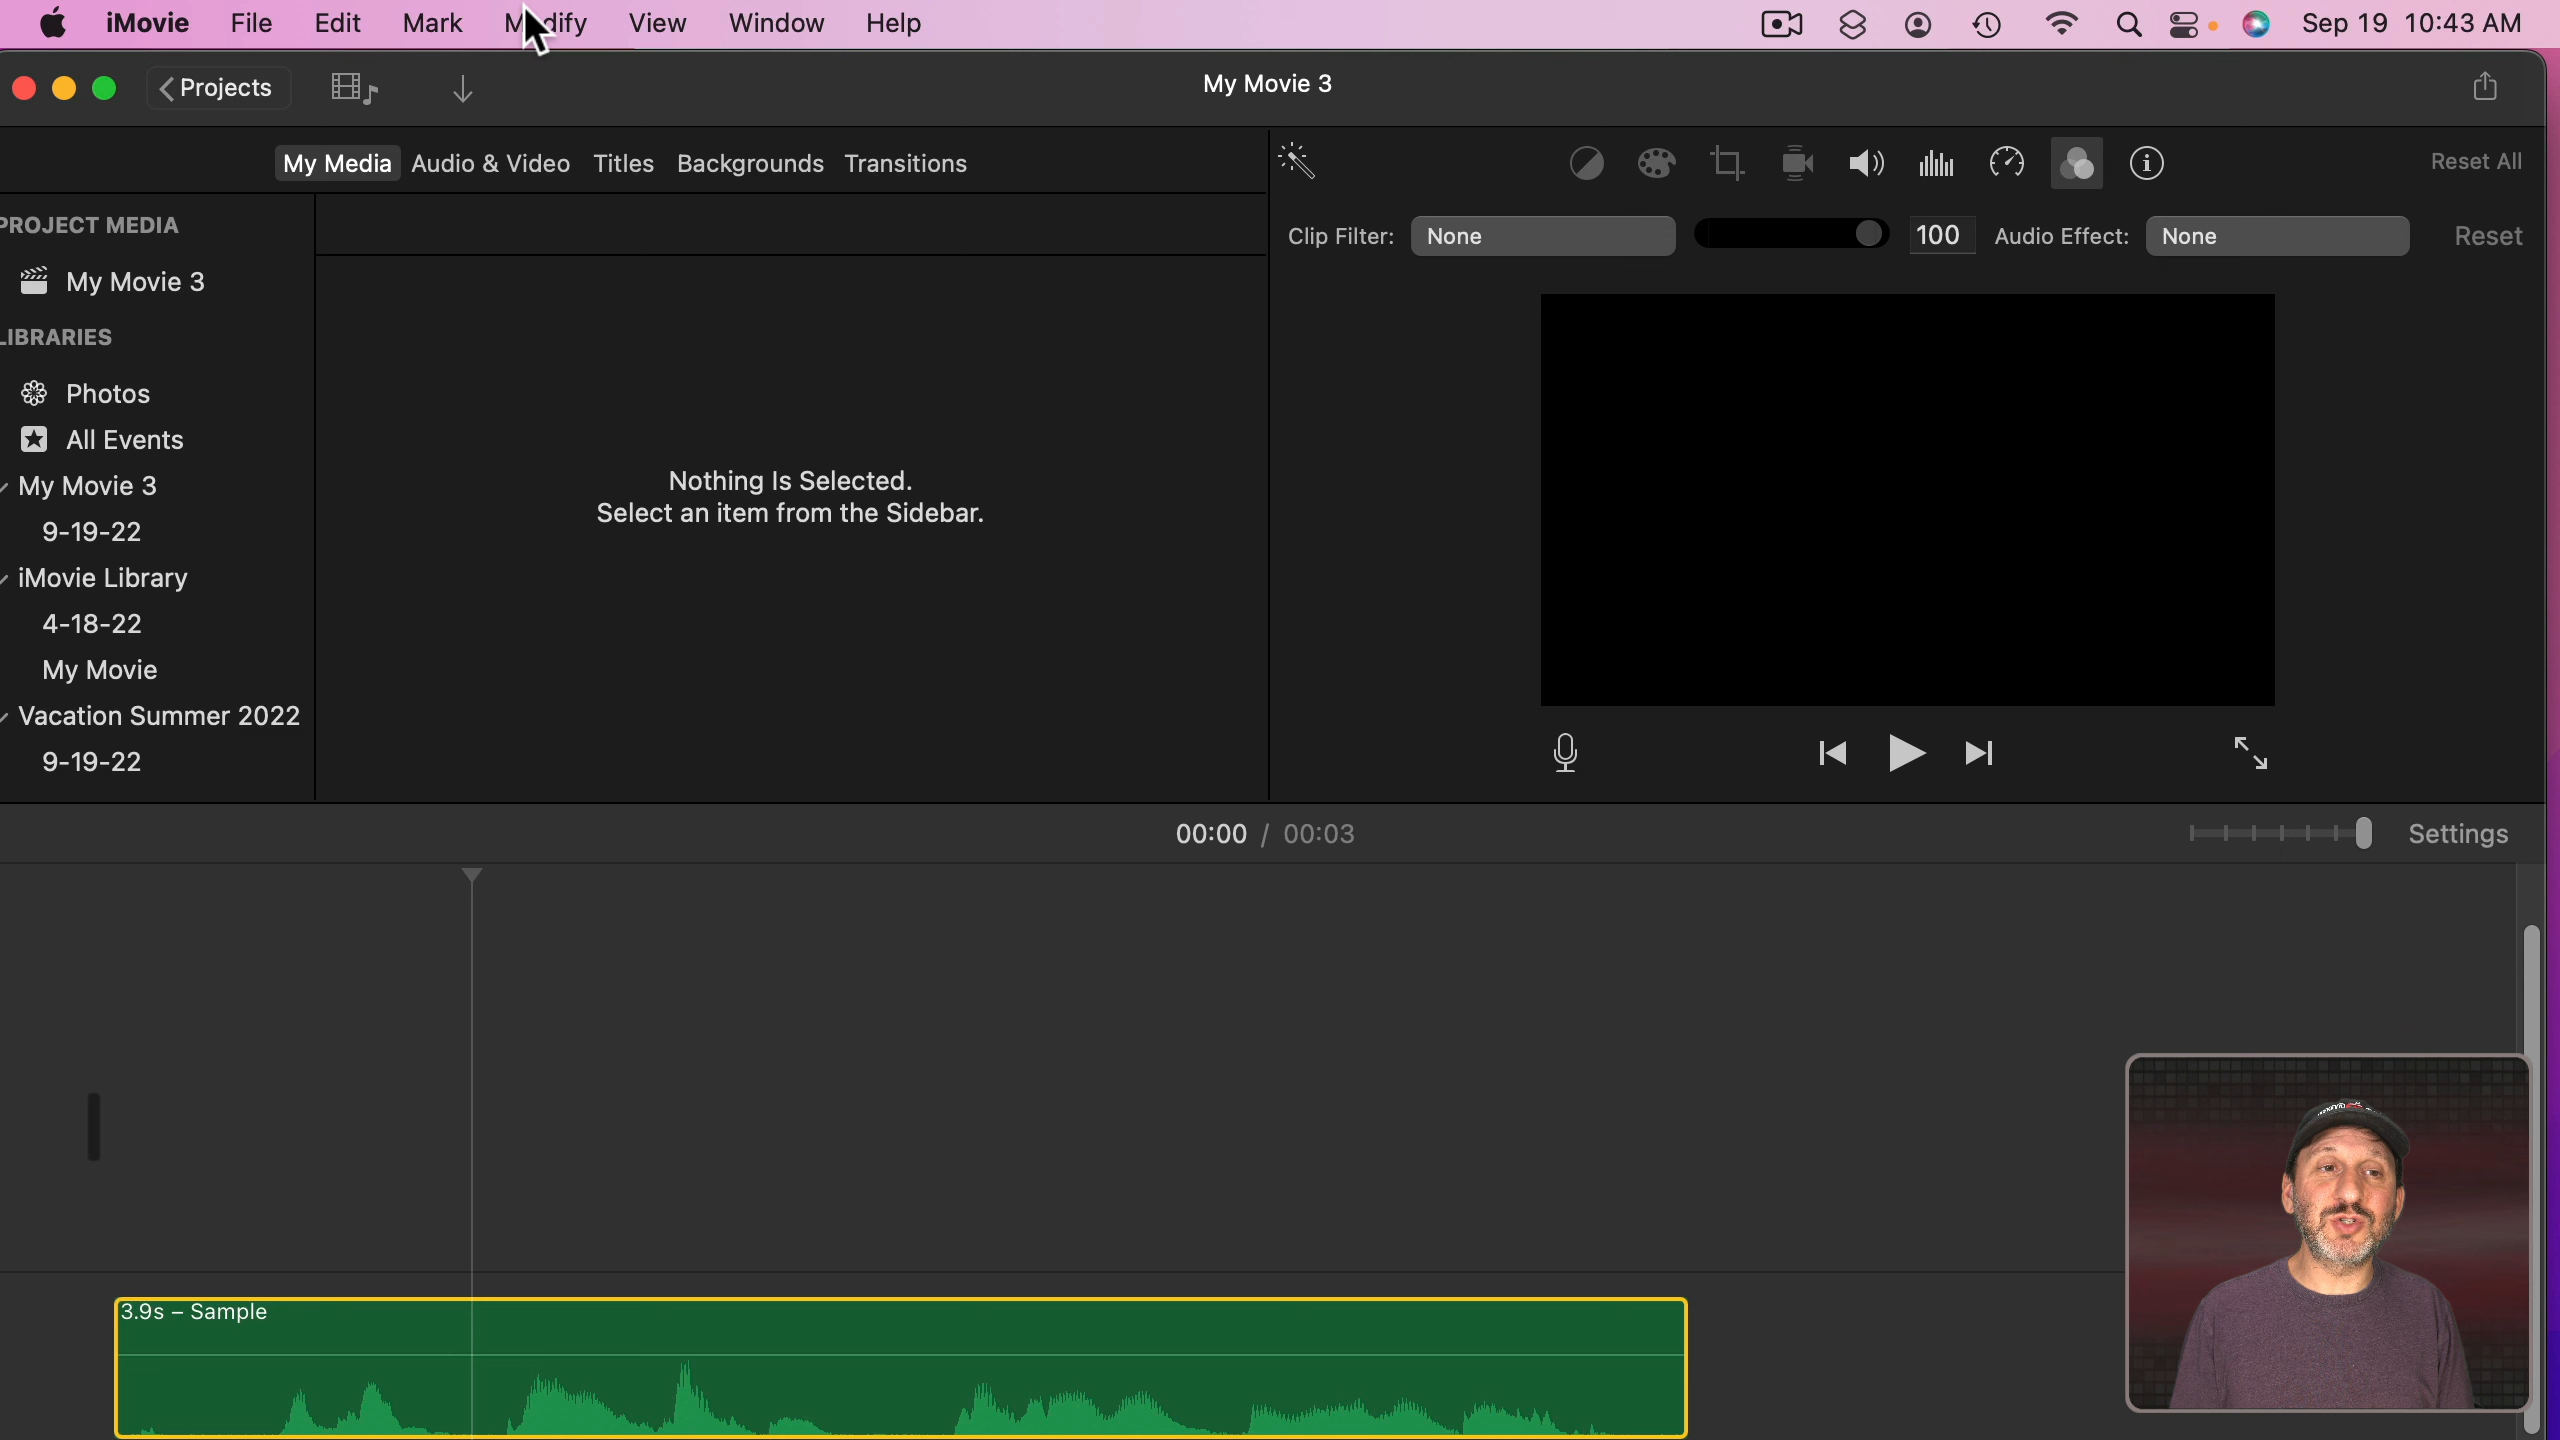 iMovie File Edit Mark Modify View Window Help Sep 19 10:43 AM
Projects
My Movie 3
My Media Audio & Video Titles Backgrounds Transitions
Reset All
PROJECT MEDIA
My Movie 3
LIBRARIES
Photos
All Events
My Movie 3
9-19-22
iMovie Library
4-18-22
My Movie
Vacation Summer 2022
9-19-22
Nothing Is Selected.
Select an item from the Sidebar.
Clip Filter: None 100 Audio Effect: None Reset
00:00 / 00:03
Settings
3.9s – Sample